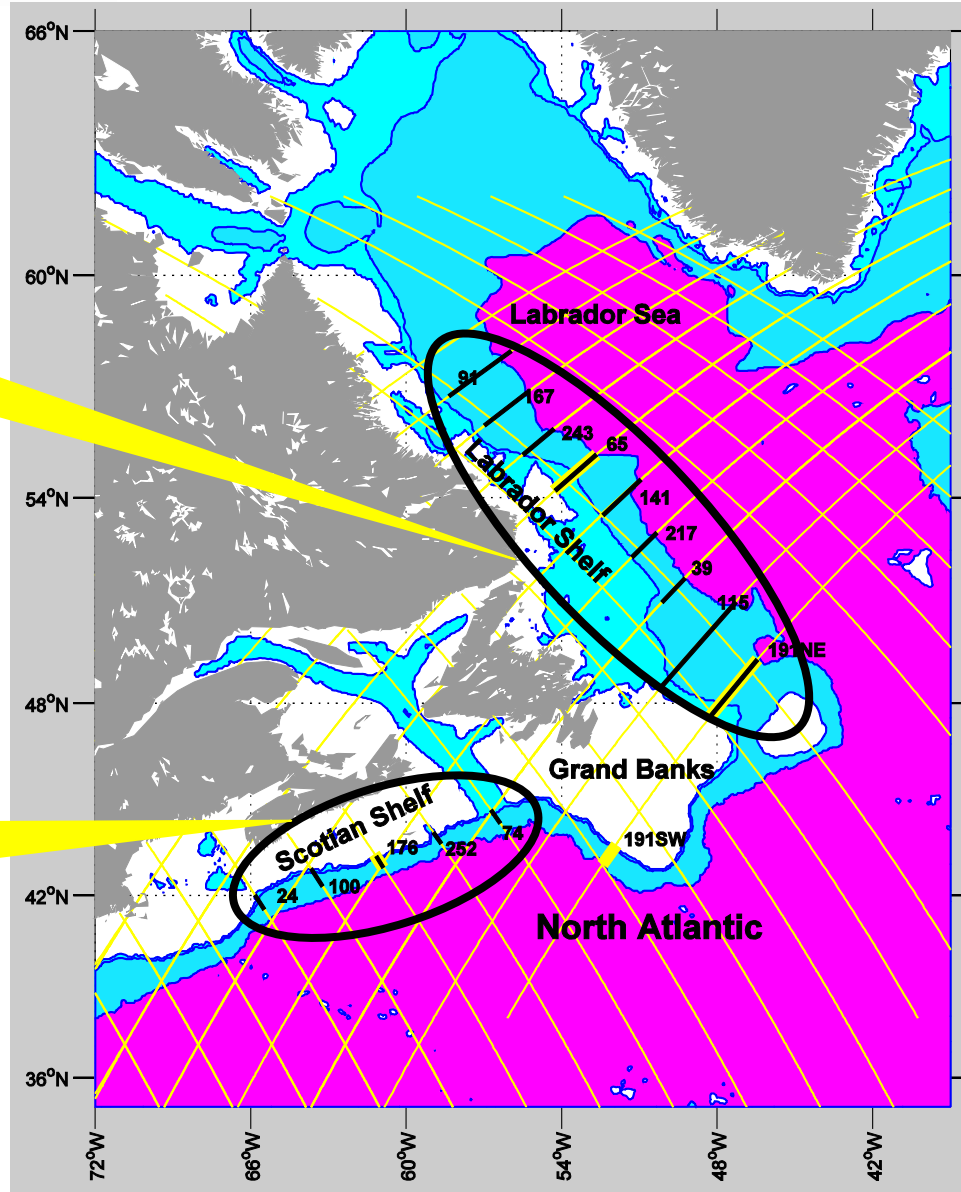 66°N
60°N
Labrador Sea
91
167
243
65
Labrador Shelf
54°N
141
217
39
115
191NE
48°N
Grand Banks
Scotian Shelf
74
191SW
176
252
42°N
24
100
North Atlantic
36°N
72°W
66°W
60°W
54°W
48°W
42°W